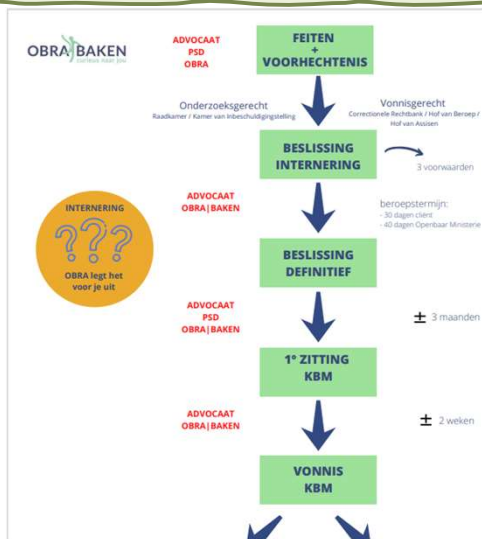 OBRA|BAKEN
curieus naar jou
ADVOCAAT
PSD
OBRA
FEITEN
+
VOORHECHTENIS
Onderzoeksgerecht
Raadkamer / Kamer van Inbeschuldigingstelling
Vonnisgerecht
Correctionele Rechtbank / Hof van Beroep /
Hof van Assisen
BESLISSING
INTERNERING
3 voorwaarden
ADVOCAAT
OBRA|BAKEN
beroepstermijn:
- 30 dagen cliënt
- 40 dagen Openbaar Ministerie
INTERNERING
???
OBRA legt het
voor je uit
BESLISSING
DEFINITIEF
ADVOCAAT
PSD
OBRA|BAKEN
± 3 maanden
1° ZITTING
KBM
ADVOCAAT
OBRA|BAKEN
± 2 weken
VONNIS
KBM